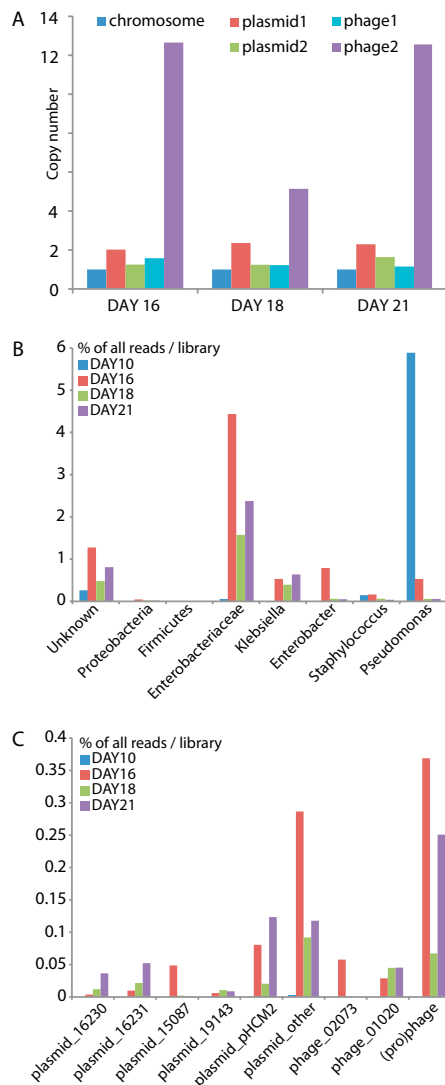 A
chromosome
plasmid1
phage1
plasmid2
phage2
Copy number
14
12
8
4
2
0
DAY 16
DAY 18
DAY 21
B
% of all reads / library
DAY10
DAY16
DAY18
DAY21
6
5
4
3
2
1
0
Unknown
Proteobacteria
Firmicutes
Enterobacteriaceae
Klebsiella
Enterobacter
Staphylococcus
Pseudomonas
C
% of all reads / library
DAY10
DAY16
DAY18
DAY21
0.4
0.35
0.3
0.25
0.2
0.15
0.1
0.05
0
plasmid_16230
plasmid_16231
plasmid_15087
plasmid_19143
plasmid_pHCM2
plasmid_other
phage_02073
phage_01020
(pro)phage